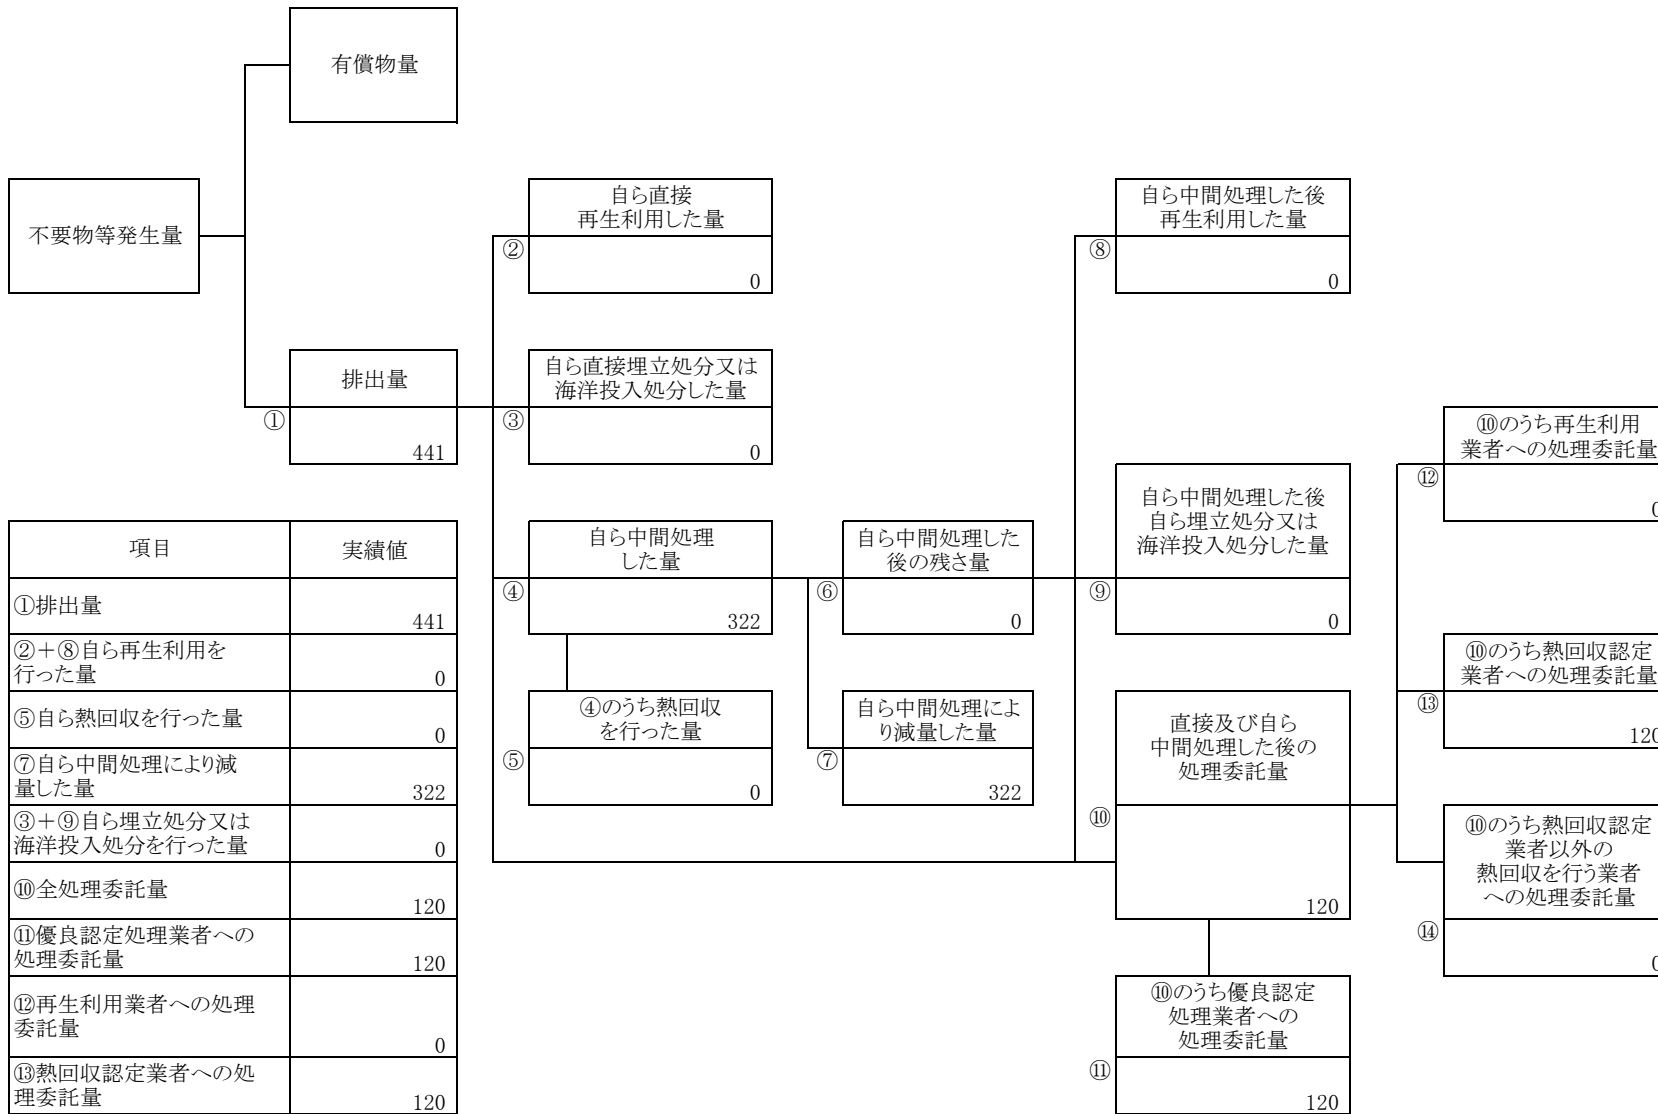 有償物量
不要物等発生量
自ら直接
再生利用した量
②
0
自ら中間処理した後
再生利用した量
⑧
0
排出量
①
441
自ら直接埋立処分又は
海洋投入処分した量
③
0
⑩のうち再生利用
業者への処理委託量
⑫
0
自ら中間処理した後
自ら埋立処分又は
海洋投入処分した量
⑨
0
自ら中間処理
した量
④
322
自ら中間処理した
後の残さ量
⑥
0
⑩のうち熱回収認定
業者への処理委託量
⑬
120
④のうち熱回収
を行った量
⑤
0
自ら中間処理によ
り減量した量
⑦
322
直接及び自ら
中間処理した後の
処理委託量
⑩
120
⑩のうち熱回収認定
業者以外の
熱回収を行う業者
への処理委託量
⑭
0
⑩のうち優良認定
処理業者への
処理委託量
⑪
120
項目 実績値
①排出量
441
②+⑧自ら再生利用を
行った量
0
⑤自ら熱回収を行った量
0
⑦自ら中間処理により減
量した量
322
③+⑨自ら埋立処分又は
海洋投入処分を行った量
0
⑩全処理委託量
120
⑪優良認定処理業者への
処理委託量
120
⑫再生利用業者への処理
委託量
0
⑬熱回収認定業者への処
理委託量
120